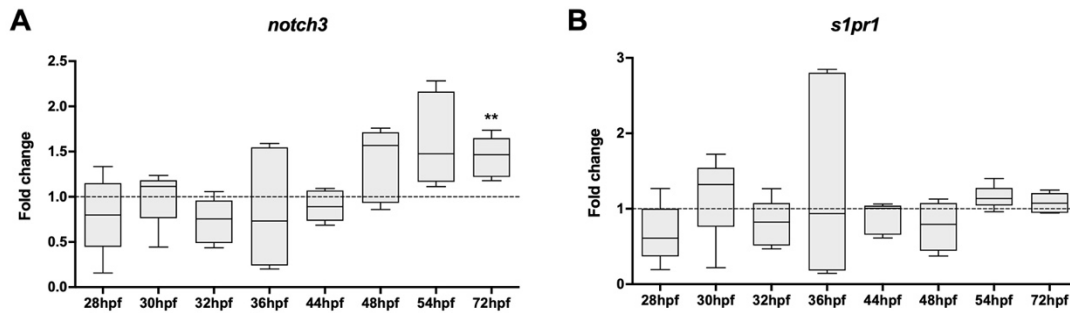 A
notch3
Fold change
2.5
2.0
1.5
1.0
0.5
0.0
**
28hpf 30hpf 32hpf 36hpf 44hpf 48hpf 54hpf 72hpf
B
s1pr1
Fold change
3
2
1
0
28hpf 30hpf 32hpf 36hpf 44hpf 48hpf 54hpf 72hpf